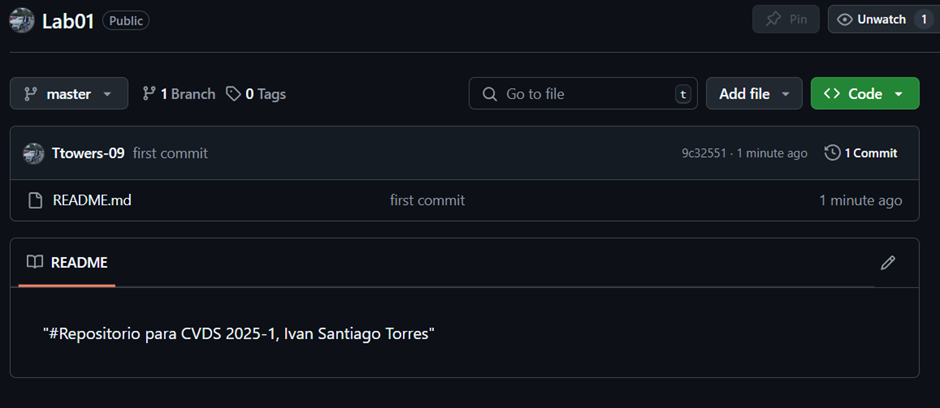 Lab01 Public Pin Unwatch 1
master 1 Branch 0 Tags Go to file t Add file Code
Ttowers-09 first commit 9c32551 · 1 minute ago 1 Commit
README.md first commit 1 minute ago
README
"#Repositorio para CVDS 2025-1, Ivan Santiago Torres"